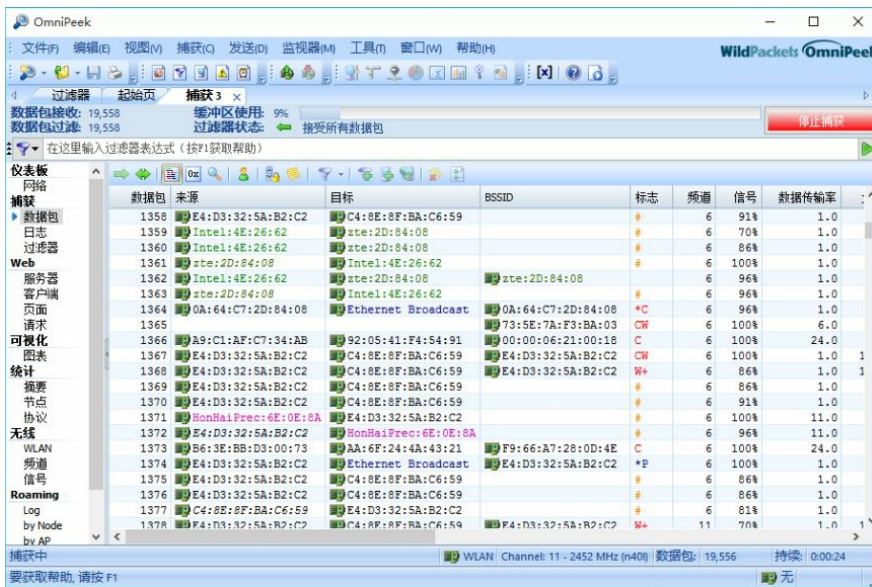 OmniPeek
文件(F) 编辑(E) 视图(V) 捕获(C) 发送(D) 监视器(M) 工具(T) 窗口(W) 帮助(H)
WildPackets OmniPeek
过滤器 起始页 捕获 3
数据包接收: 19,558 缓冲区使用: 9%
数据包过滤: 19,558 过滤器状态: 接受所有数据包
停止捕获
在这里输入过滤器表达式 (按F1获取帮助)
仪表板
网络
捕获
数据包
日志
过滤器
Web
服务器
客户端
页面
请求
可视化
图表
统计
摘要
节点
协议
无线
WLAN
频道
信号
Roaming
Log
by Node
by AP
数据包 来源 目标 BSSID 标志 频道 信号 数据传输率
1358 E4:D3:32:5A:B2:C2 C4:8E:8F:BA:C6:59 # 6 91% 1.0
1359 Intel:4E:26:62 zte:2D:84:08 # 6 70% 1.0
1360 Intel:4E:26:62 zte:2D:84:08 # 6 86% 1.0
1361 zte:2D:84:08 Intel:4E:26:62 # 6 100% 1.0
1362 Intel:4E:26:62 zte:2D:84:08 zte:2D:84:08 6 96% 1.0
1363 zte:2D:84:08 Intel:4E:26:62 # 6 96% 1.0
1364 0A:64:C7:2D:84:08 Ethernet Broadcast 0A:64:C7:2D:84:08 *C 6 96% 1.0
1365 73:5E:7A:F3:BA:03 CW 6 100% 6.0
1366 A9:C1:AF:C7:34:AB 92:05:41:F4:54:91 00:00:06:21:00:18 C 6 100% 24.0
1367 E4:D3:32:5A:B2:C2 C4:8E:8F:BA:C6:59 E4:D3:32:5A:B2:C2 CW 6 100% 1.0 1
1368 E4:D3:32:5A:B2:C2 C4:8E:8F:BA:C6:59 E4:D3:32:5A:B2:C2 W+ 6 86% 1.0 1
1369 E4:D3:32:5A:B2:C2 C4:8E:8F:BA:C6:59 # 6 86% 1.0
1370 E4:D3:32:5A:B2:C2 C4:8E:8F:BA:C6:59 # 6 91% 1.0
1371 HonHaiPrec:6E:0E:8A E4:D3:32:5A:B2:C2 # 6 100% 11.0
1372 E4:D3:32:5A:B2:C2 HonHaiPrec:6E:0E:8A # 6 96% 11.0
1373 B6:3E:BB:D3:00:73 AA:6F:24:4A:43:21 F9:66:A7:28:0D:4E C 6 100% 24.0
1374 E4:D3:32:5A:B2:C2 Ethernet Broadcast E4:D3:32:5A:B2:C2 *P 6 100% 1.0
1375 E4:D3:32:5A:B2:C2 C4:8E:8F:BA:C6:59 # 6 86% 1.0
1376 E4:D3:32:5A:B2:C2 C4:8E:8F:BA:C6:59 # 6 86% 1.0
1377 C4:8E:8F:BA:C6:59 E4:D3:32:5A:B2:C2 # 6 81% 1.0
1378 E4:D3:32:5A:B2:C2 C4:8E:8F:BA:C6:59 E4:D3:32:5A:B2:C2 W+ 11 70% 1.0 1
捕获中 WLAN Channel: 11 - 2452 MHz (n40l) 数据包: 19,556 持续: 0:00:24
要获取帮助, 请按 F1 无